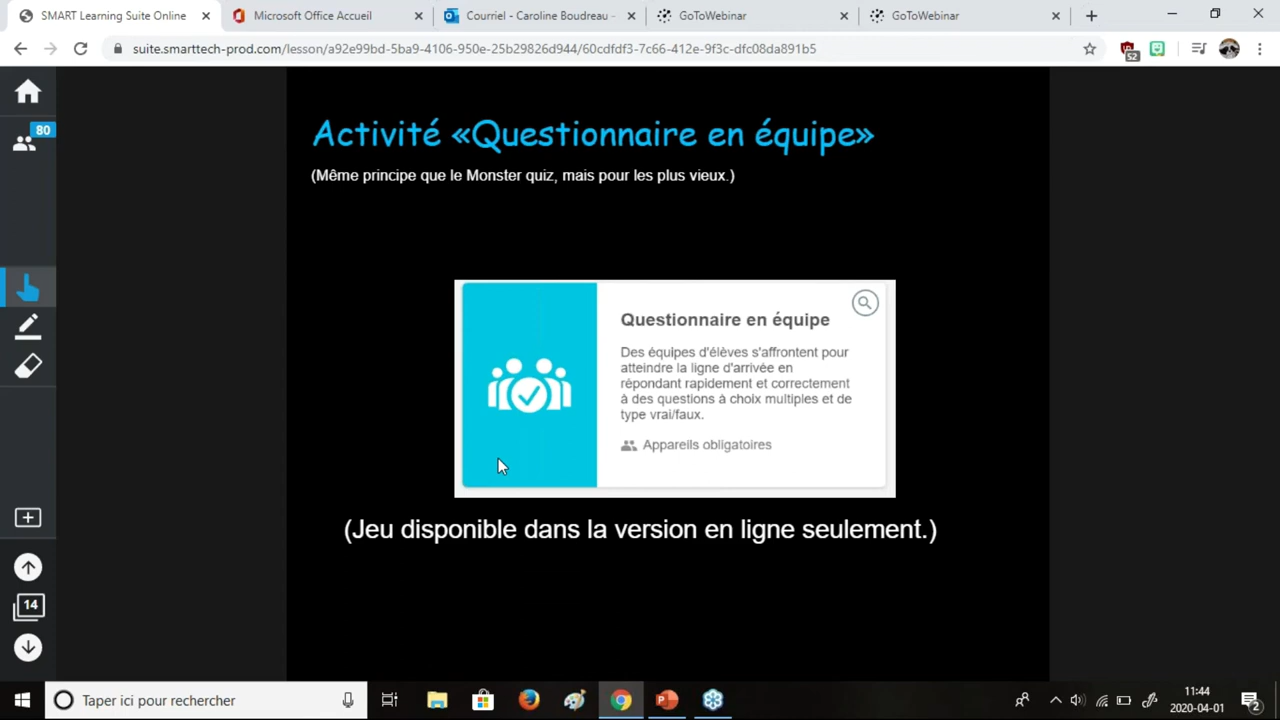 SMART Learning Suite Online
Microsoft Office Accueil
Courriel - Caroline Boudreau -
GoToWebinar
GoToWebinar
suite.smarttech-prod.com/lesson/a92e99bd-5ba9-4106-950e-25b29826d944/60cdfdf3-7c66-412e-9f3c-dfc08da891b5
52
80
Activité «Questionnaire en équipe»
(Même principe que le Monster quiz, mais pour les plus vieux.)
Questionnaire en équipe
Des équipes d'élèves s'affrontent pour
atteindre la ligne d'arrivée en
répondant rapidement et correctement
à des questions à choix multiples et de
type vrai/faux.
Appareils obligatoires
(Jeu disponible dans la version en ligne seulement.)
14
Taper ici pour rechercher
11:44
2020-04-01
2